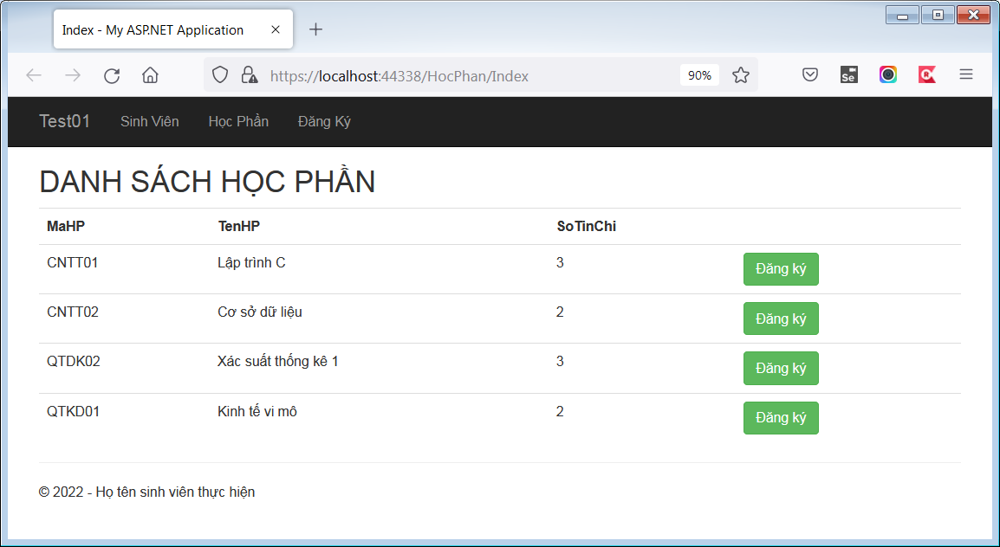 Index - My ASP.NET Application
https://localhost:44338/HocPhan/Index 90% Se
Test01 Sinh Viên Học Phần Đăng Ký
DANH SÁCH HỌC PHẦN
MaHP TenHP SoTinChi
CNTT01 Lập trình C 3 Đăng ký
CNTT02 Cơ sở dữ liệu 2 Đăng ký
QTDK02 Xác suất thống kê 1 3 Đăng ký
QTKD01 Kinh tế vi mô 2 Đăng ký
© 2022 - Họ tên sinh viên thực hiện